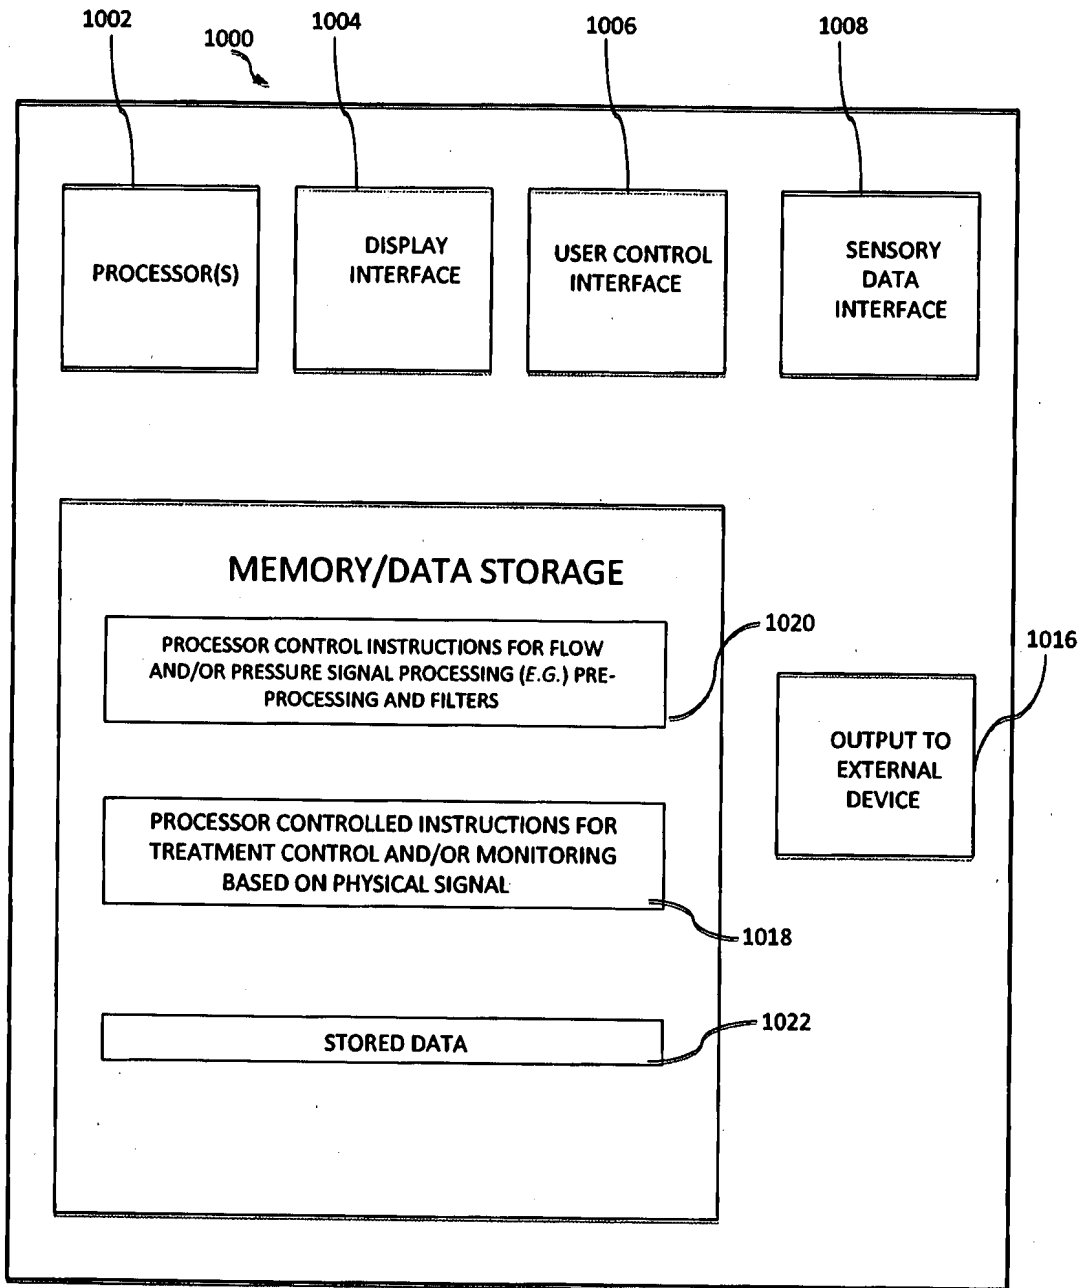 1002
1000
1004
1006
1008
PROCESSOR(S)
DISPLAY
INTERFACE
USER CONTROL
INTERFACE
SENSORY
DATA
INTERFACE
MEMORY/DATA STORAGE
PROCESSOR CONTROL INSTRUCTIONS FOR FLOW
AND/OR PRESSURE SIGNAL PROCESSING (E.G.) PRE-
PROCESSING AND FILTERS
1020
1016
OUTPUT TO
EXTERNAL
DEVICE
PROCESSOR CONTROLLED INSTRUCTIONS FOR
TREATMENT CONTROL AND/OR MONITORING
BASED ON PHYSICAL SIGNAL
1018
STORED DATA
1022